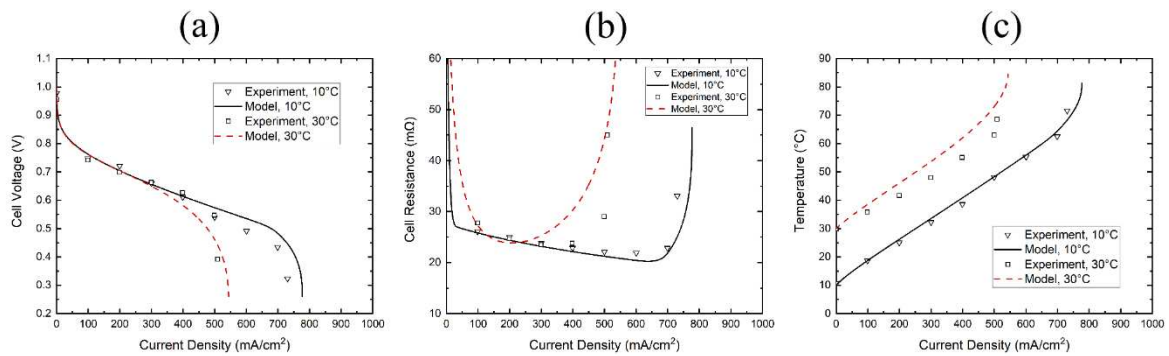 (a)
1.1
1.0
0.9
0.8
0.7
0.6
0.5
0.4
0.3
0.2
Cell Voltage (V)
0 100 200 300 400 500 600 700 800 900 1000
Current Density (mA/cm²)
Experiment, 10°C
Model, 10°C
Experiment, 30°C
Model, 30°C
(b)
60
50
40
30
20
10
Cell Resistance (mΩ)
0 100 200 300 400 500 600 700 800 900 1000
Current Density (mA/cm²)
Experiment, 10°C
Model, 10°C
Experiment, 30°C
Model, 30°C
(c)
90
80
70
60
50
40
30
20
10
0
Temperature (°C)
0 100 200 300 400 500 600 700 800 900 1000
Current Density (mA/cm²)
Experiment, 10°C
Model, 10°C
Experiment, 30°C
Model, 30°C